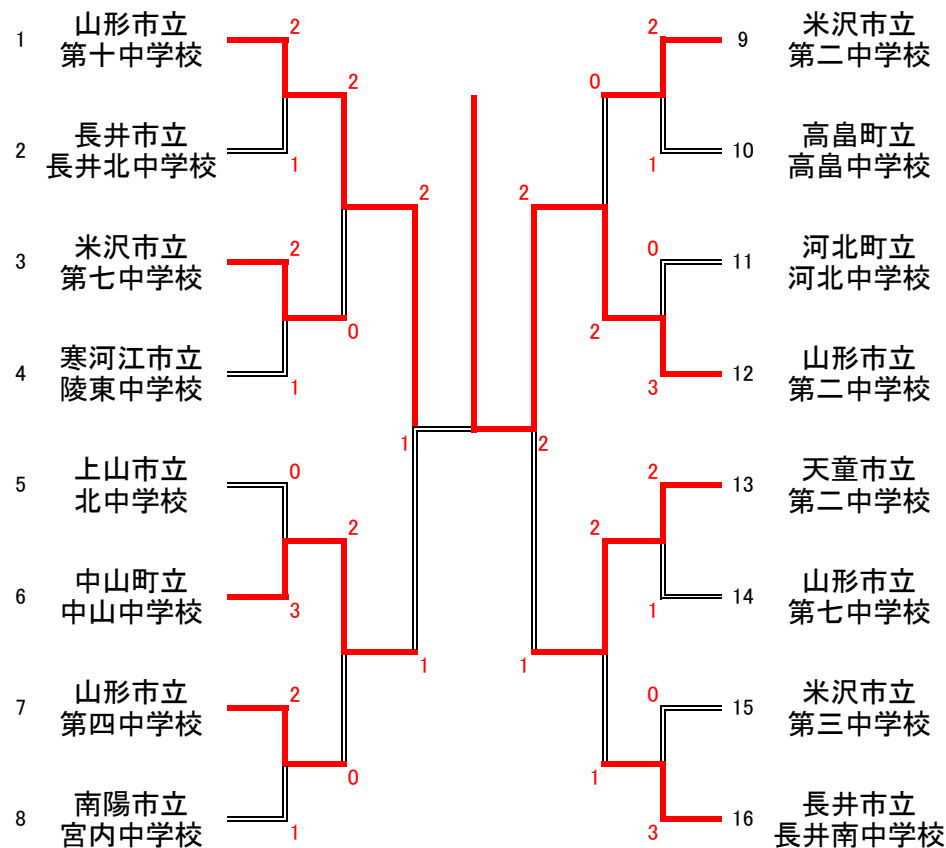 1 山形市立
第十中学校
2
2
長井市立
2 長井北中学校
1
米沢市立
3 第七中学校
2
0
寒河江市立
4 陵東中学校
1
2
1
上山市立
5 北中学校
0
2
中山町立
6 中山中学校
3
1
山形市立
7 第四中学校
2
0
南陽市立
8 宮内中学校
1
2
9 米沢市立
第二中学校
0
1
10 高畠町立
高畠中学校
2
0
11 河北町立
河北中学校
2
3
12 山形市立
第二中学校
2
2
13 天童市立
第二中学校
2
1
14 山形市立
第七中学校
1
0
15 米沢市立
第三中学校
1
3
16 長井市立
長井南中学校